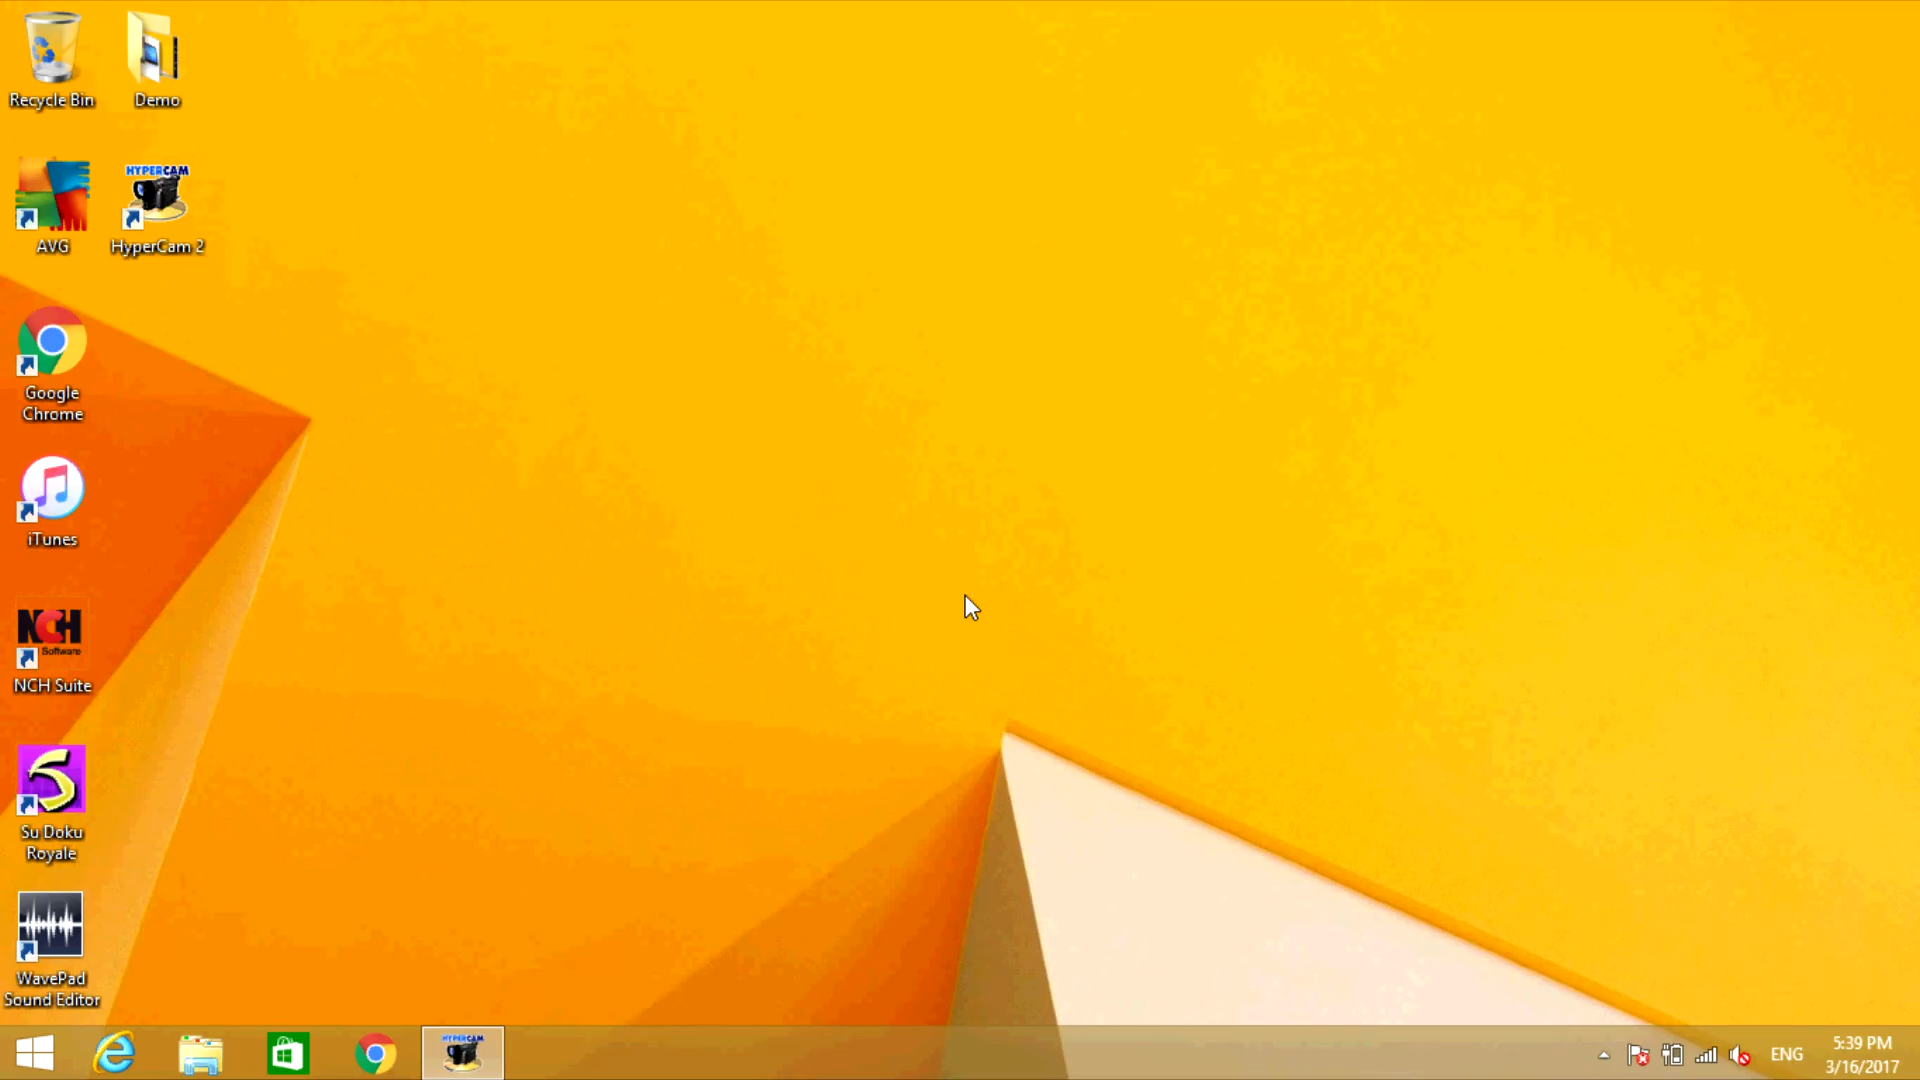 Recycle Bin
Demo
HYPERCAM
AVG
HyperCam 2
Google
Chrome
iTunes
NCH
Software
NCH Suite
S
Su Doku
Royale
WavePad
Sound Editor
HYPERCAM
ENG
5:39 PM
3/16/2017